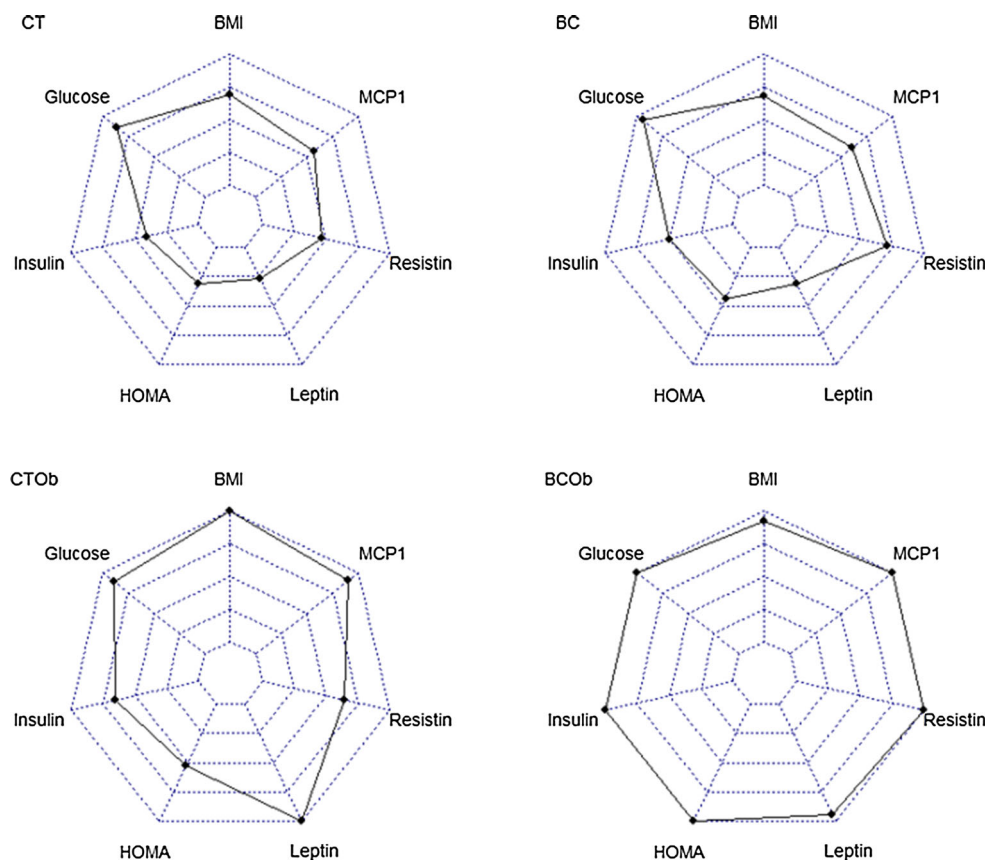 CT
BMI
Glucose
MCP1
Insulin
Resistin
HOMA
Leptin
BC
BMI
Glucose
MCP1
Insulin
Resistin
HOMA
Leptin
CTOb
BMI
Glucose
MCP1
Insulin
Resistin
HOMA
Leptin
BCOb
BMI
Glucose
MCP1
Insulin
Resistin
HOMA
Leptin